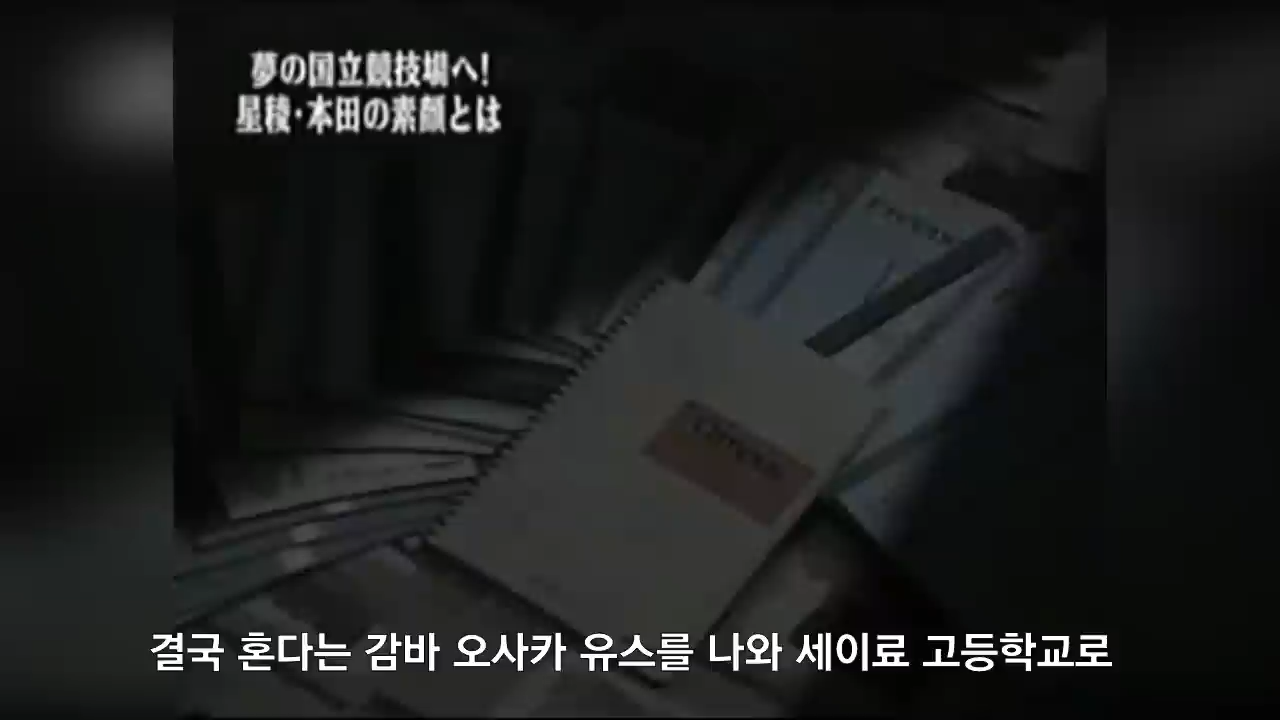 夢の国立競技場へ!
星稜·本田の素顔とは
결국 혼다는 감바 오사카 유스를 나와 세이료 고등학교로